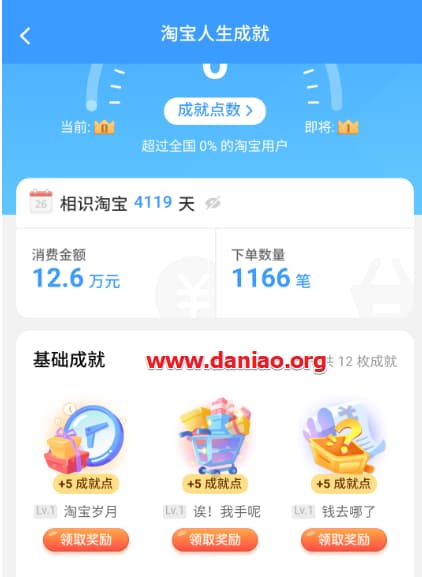 淘宝人生成就
0
成就点数 >
当前: 0
即将: 1
超过全国 0% 的淘宝用户
26 相识淘宝 4119 天
消费金额 下单数量
12.6 万元 1166 笔
基础成就 www.daniao.org 共 12 枚成就
+5 成就点 +5 成就点 +5 成就点
Lv.1 淘宝岁月 Lv.1 诶！我手呢 Lv.1 钱去哪了
领取奖励 领取奖励 领取奖励